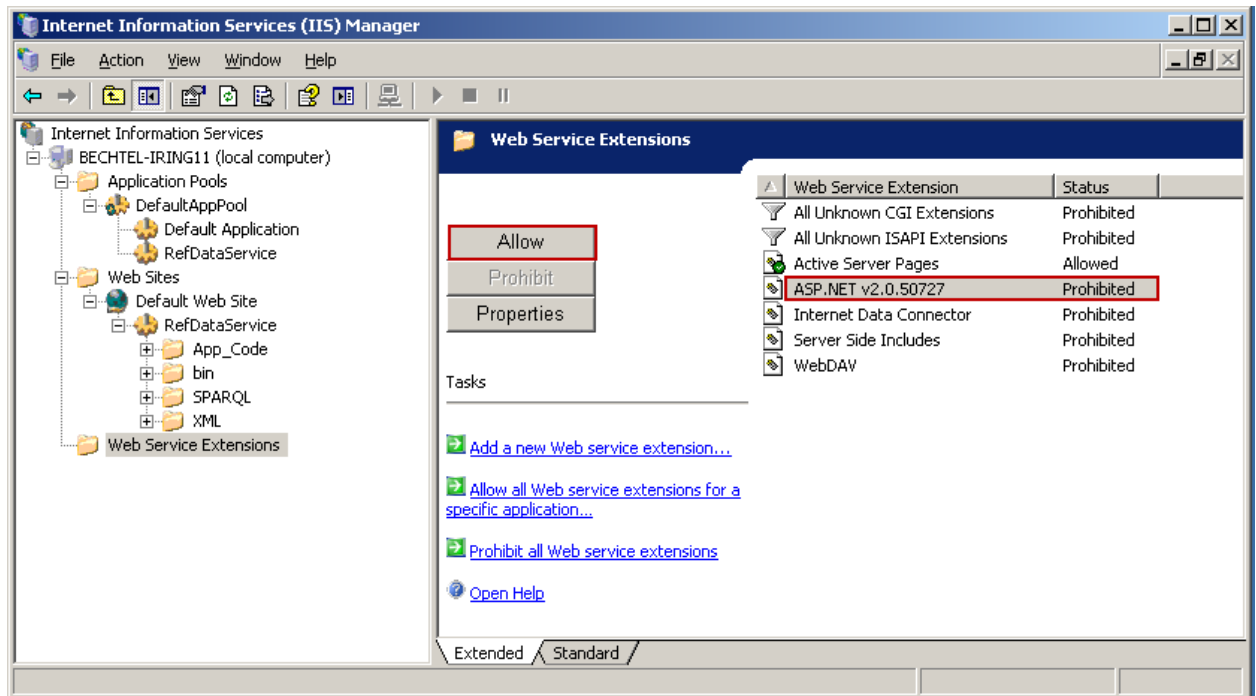 Internet Information Services (IIS) Manager
File Action View Window Help
Internet Information Services
BECHTEL-IRING11 (local computer)
Application Pools
DefaultAppPool
Default Application
RefDataService
Web Sites
Default Web Site
RefDataService
App_Code
bin
SPARQL
XML
Web Service Extensions
Web Service Extensions
Allow
Prohibit
Properties
Tasks
Add a new Web service extension...
Allow all Web service extensions for a
specific application...
Prohibit all Web service extensions
Open Help
Web Service Extension Status
All Unknown CGI Extensions Prohibited
All Unknown ISAPI Extensions Prohibited
Active Server Pages Allowed
ASP.NET v2.0.50727 Prohibited
Internet Data Connector Prohibited
Server Side Includes Prohibited
WebDAV Prohibited
Extended Standard